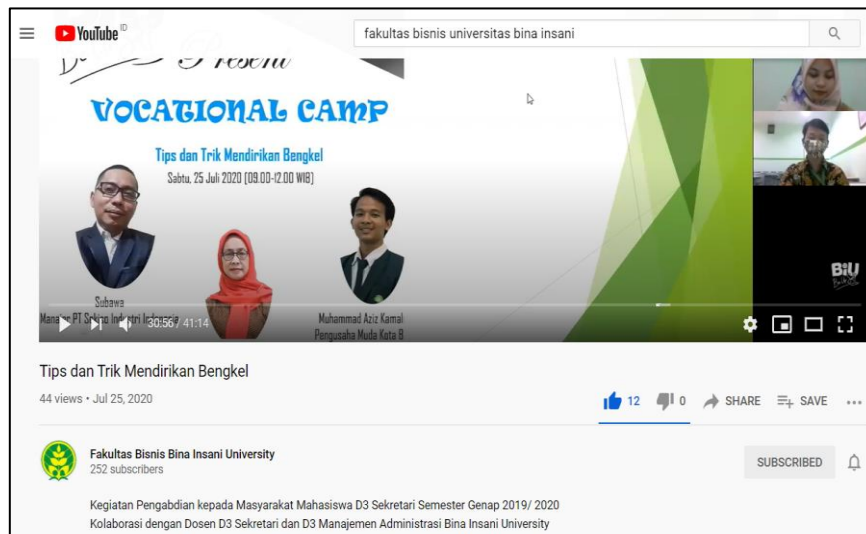 YouTube ID
fakultas bisnis universitas bina insani
Present
VOCATIONAL CAMP
Tips dan Trik Mendirikan Bengkel
Sabtu, 25 Juli 2020 [09.00-12.00 WIB]
Subawa
Manajer PT Indonesia
Muhammad Aziz Kamal
Pengusaha Muda Kota B
BiU
30:56 / 41:14
Tips dan Trik Mendirikan Bengkel
44 views • Jul 25, 2020
12 0 SHARE SAVE
Fakultas Bisnis Bina Insani University
252 subscribers
SUBSCRIBED
Kegiatan Pengabdian kepada Masyarakat Mahasiswa D3 Sekretari Semester Genap 2019/ 2020
Kolaborasi dengan Dosen D3 Sekretari dan D3 Manajemen Administrasi Bina Insani University